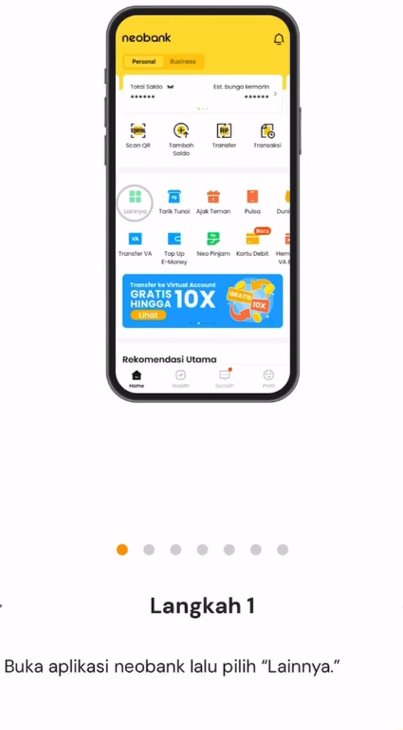 neobank
Personal Business
Total Saldo Est. bunga kemarin
****** ******
Scan QR Tambah Saldo Transfer Transaksi
Lainnya Tarik Tunai Ajak Teman Pulsa Duni
Baru
Transfer VA Top Up E-Money Neo Pinjam Kartu Debit Hem VA &
Transfer ke Virtual Account
GRATIS HINGGA 10X
GRATIS 10X
Lihat
Rekomendasi Utama
Home Wealth Profil
Langkah 1
Buka aplikasi neobank lalu pilih “Lainnya.”